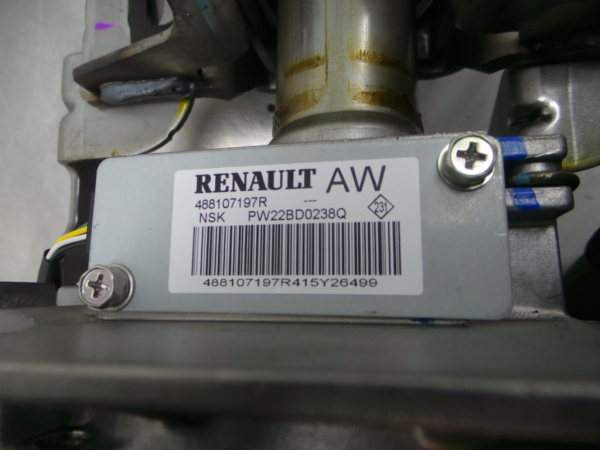 RENAULT AW
488107197R ---
NSK PW22BD0238Q 231
488107197R415Y26499